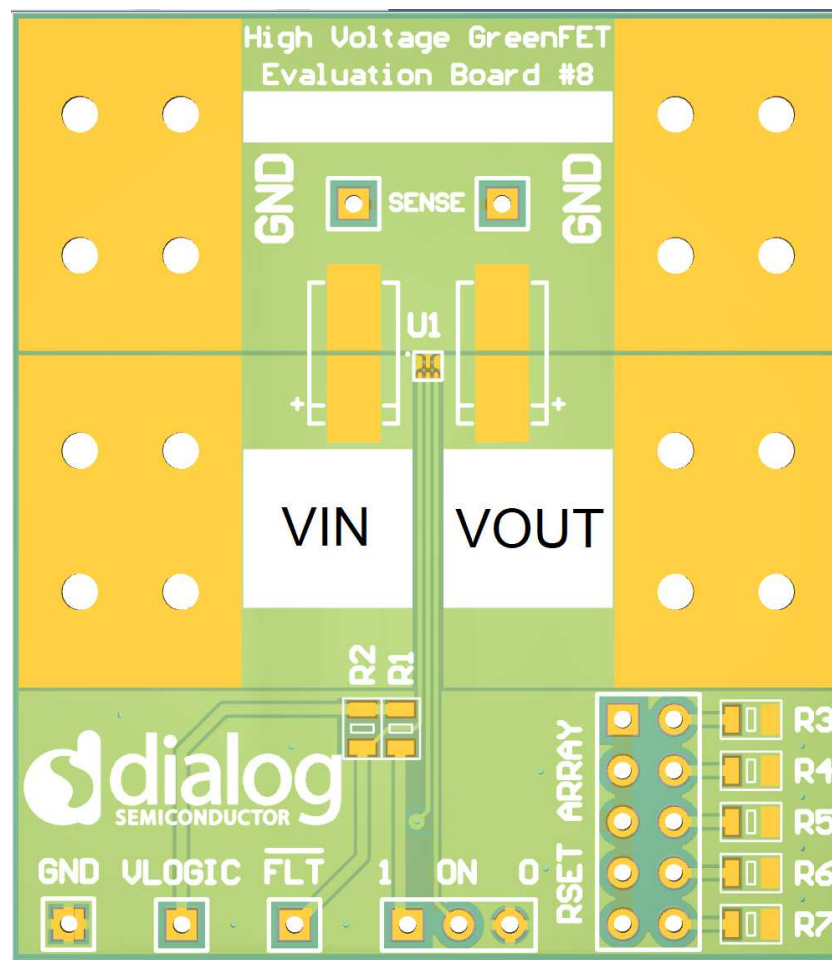 High Voltage GreenFET
Evaluation Board #8
GND
SENSE
GND
U1
+
+
VIN
VOUT
R2
R1
RSET ARRAY
R3
R4
R5
R6
R7
dialog
SEMICONDUCTOR
GND VLOGIC FLT 1 ON 0